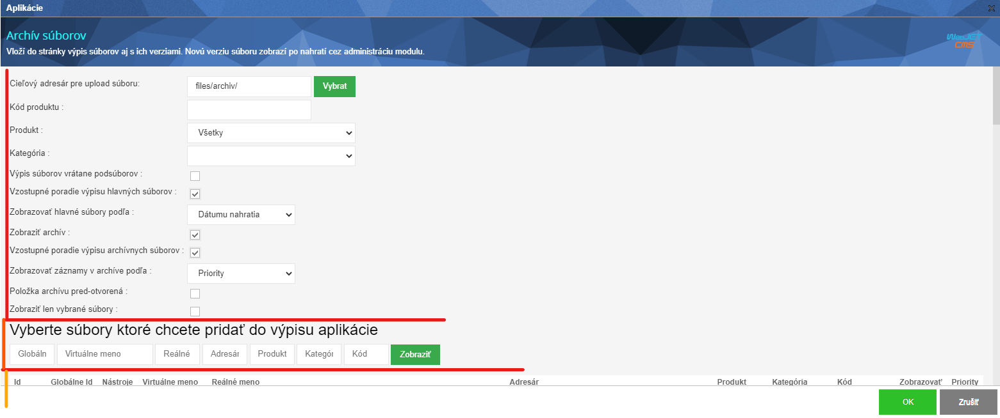 Aplikácie
Archív súborov
Vloží do stránky výpis súborov aj s ich verziami. Novú verziu súboru zobrazí po nahratí cez administráciu modulu.
WebJET
CMS
Cieľový adresár pre upload súboru: files/archiv/ Vybrat
Kód produktu :
Produkt : Všetky
Kategória :
Výpis súborov vrátane podsúborov :
Vzostupné poradie výpisu hlavných súborov :
Zobrazovať hlavné súbory podľa : Dátumu nahratia
Zobraziť archív :
Vzostupné poradie výpisu archívnych súborov :
Zobrazovať záznamy v archíve podľa : Priority
Položka archívu pred-otvorená :
Zobraziť len vybrané súbory :
Vyberte súbory ktoré chcete pridať do výpisu aplikácie
Globáln Virtuálne meno Reálné Adresár Produkt Kategór Kód Zobraziť
Id Globálne Id Nástroje Virtuálne meno Reálné meno Adresár Produkt Kategória Kód Zobrazovať Priority
OK Zrušiť